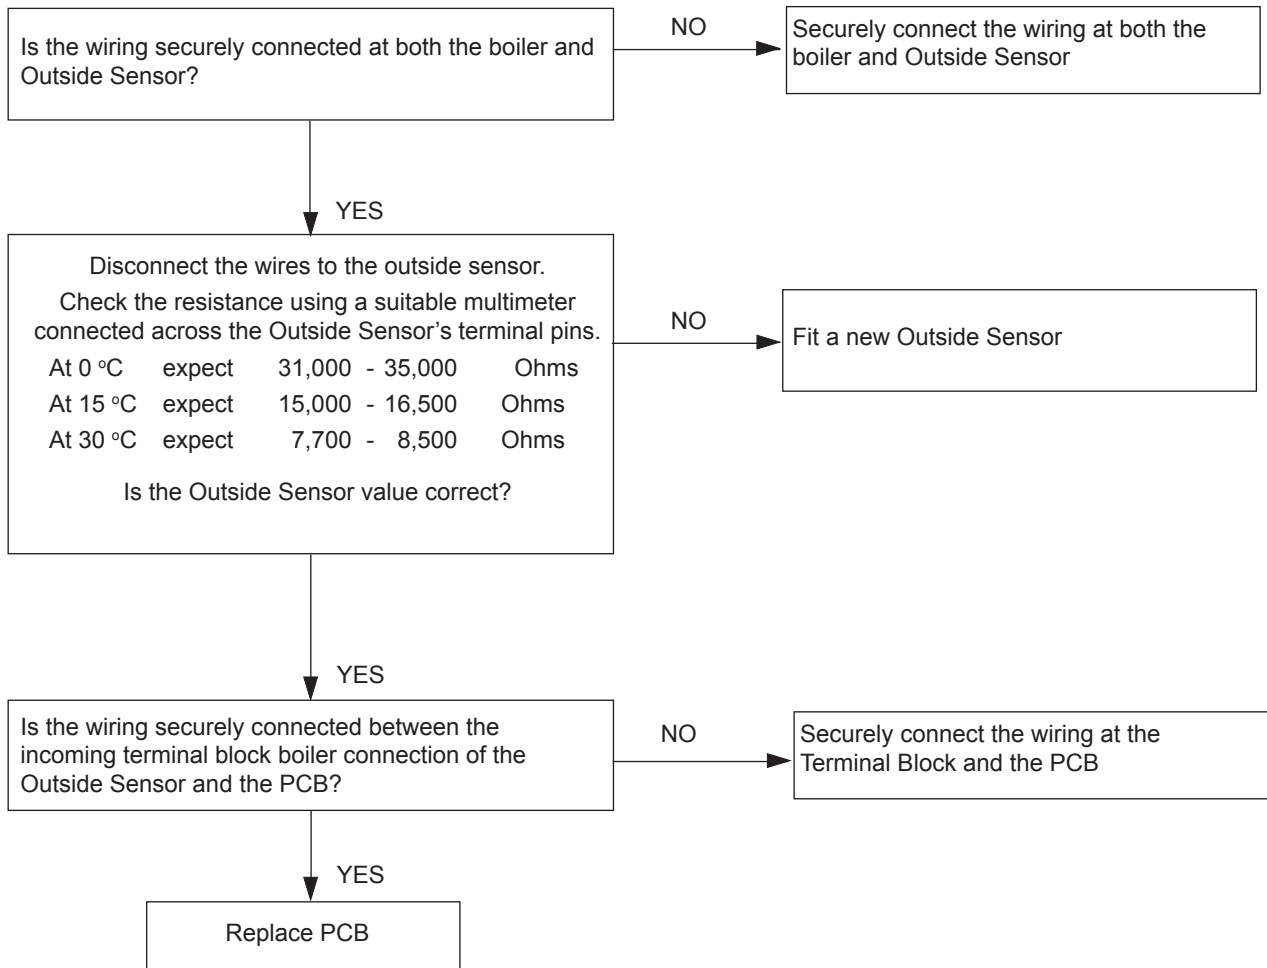 Is the wiring securely connected at both the boiler and
Outside Sensor?
NO
Securely connect the wiring at both the
boiler and Outside Sensor
YES
Disconnect the wires to the outside sensor.
Check the resistance using a suitable multimeter
connected across the Outside Sensor's terminal pins.
At 0 °C expect 31,000 - 35,000 Ohms
At 15 °C expect 15,000 - 16,500 Ohms
At 30 °C expect 7,700 - 8,500 Ohms
Is the Outside Sensor value correct?
NO
Fit a new Outside Sensor
YES
Is the wiring securely connected between the
incoming terminal block boiler connection of the
Outside Sensor and the PCB?
NO
Securely connect the wiring at the
Terminal Block and the PCB
YES
Replace PCB